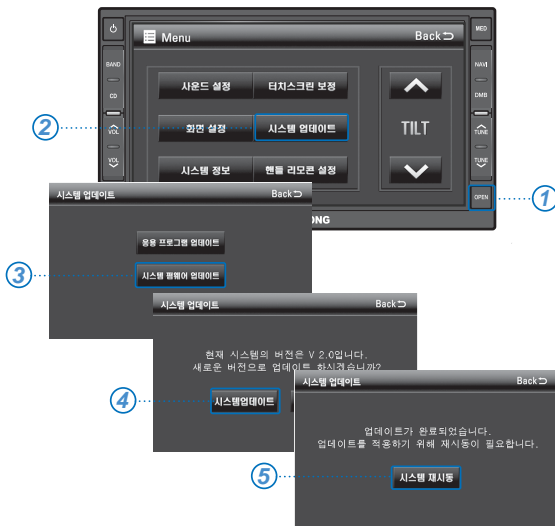 Menu
Back
MED
BAND
NAVI
CD
DMB
VOL
TUNE
VOL
TUNE
OPEN
사운드 설정
터치스크린 보정
화면 설정
시스템 업데이트
TILT
시스템 정보
핸들 리모콘 설정
ONG
1
2
시스템 업데이트
Back
응용 프로그램 업데이트
3
시스템 펌웨어 업데이트
시스템 업데이트
Back
현재 시스템의 버전은 V 2.0입니다.
새로운 버전으로 업데이트 하시겠습니까?
4
시스템업데이트
시스템 업데이트
Back
업데이트가 완료되었습니다.
업데이트를 적용하기 위해 재시동이 필요합니다.
5
시스템 재시동